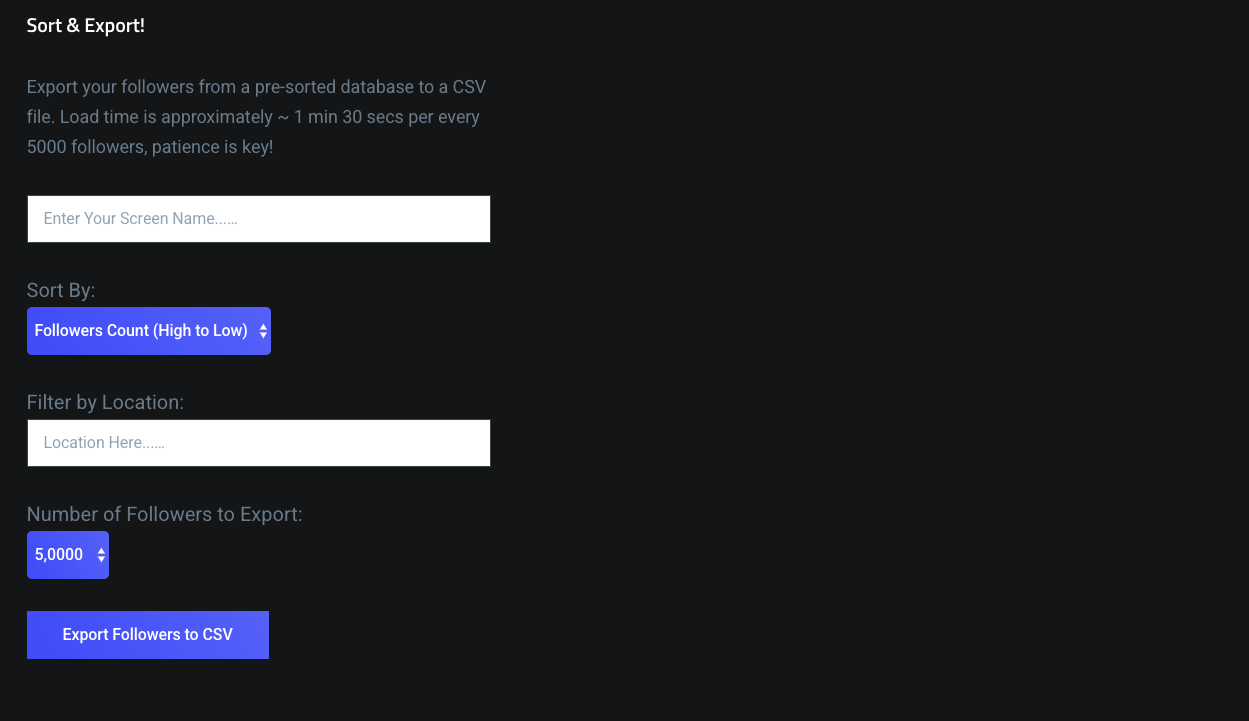 Sort & Export!
Export your followers from a pre-sorted database to a CSV
file. Load time is approximately ~ 1 min 30 secs per every
5000 followers, patience is key!
Enter Your Screen Name......
Sort By:
Followers Count (High to Low)
Filter by Location:
Location Here......
Number of Followers to Export:
5,0000
Export Followers to CSV